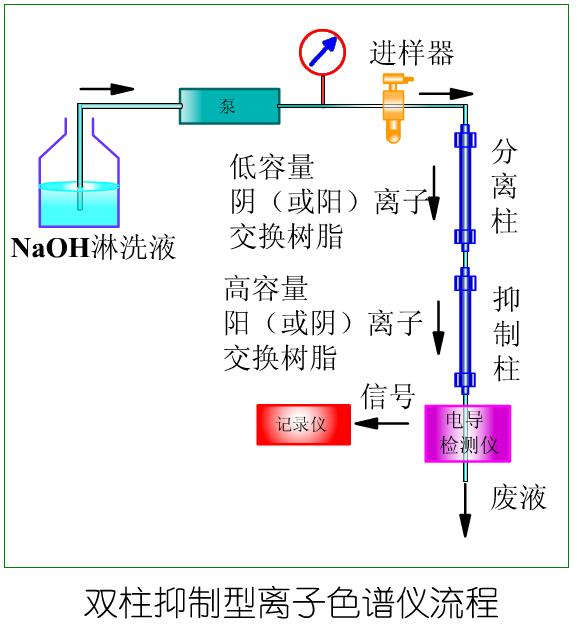 进样器
泵
分离柱
低容量
阴（或阳）离子
交换树脂
NaOH淋洗液
高容量
阳（或阴）离子
交换树脂
抑制柱
信号
记录仪
电导
检测仪
废液
双柱抑制型离子色谱仪流程